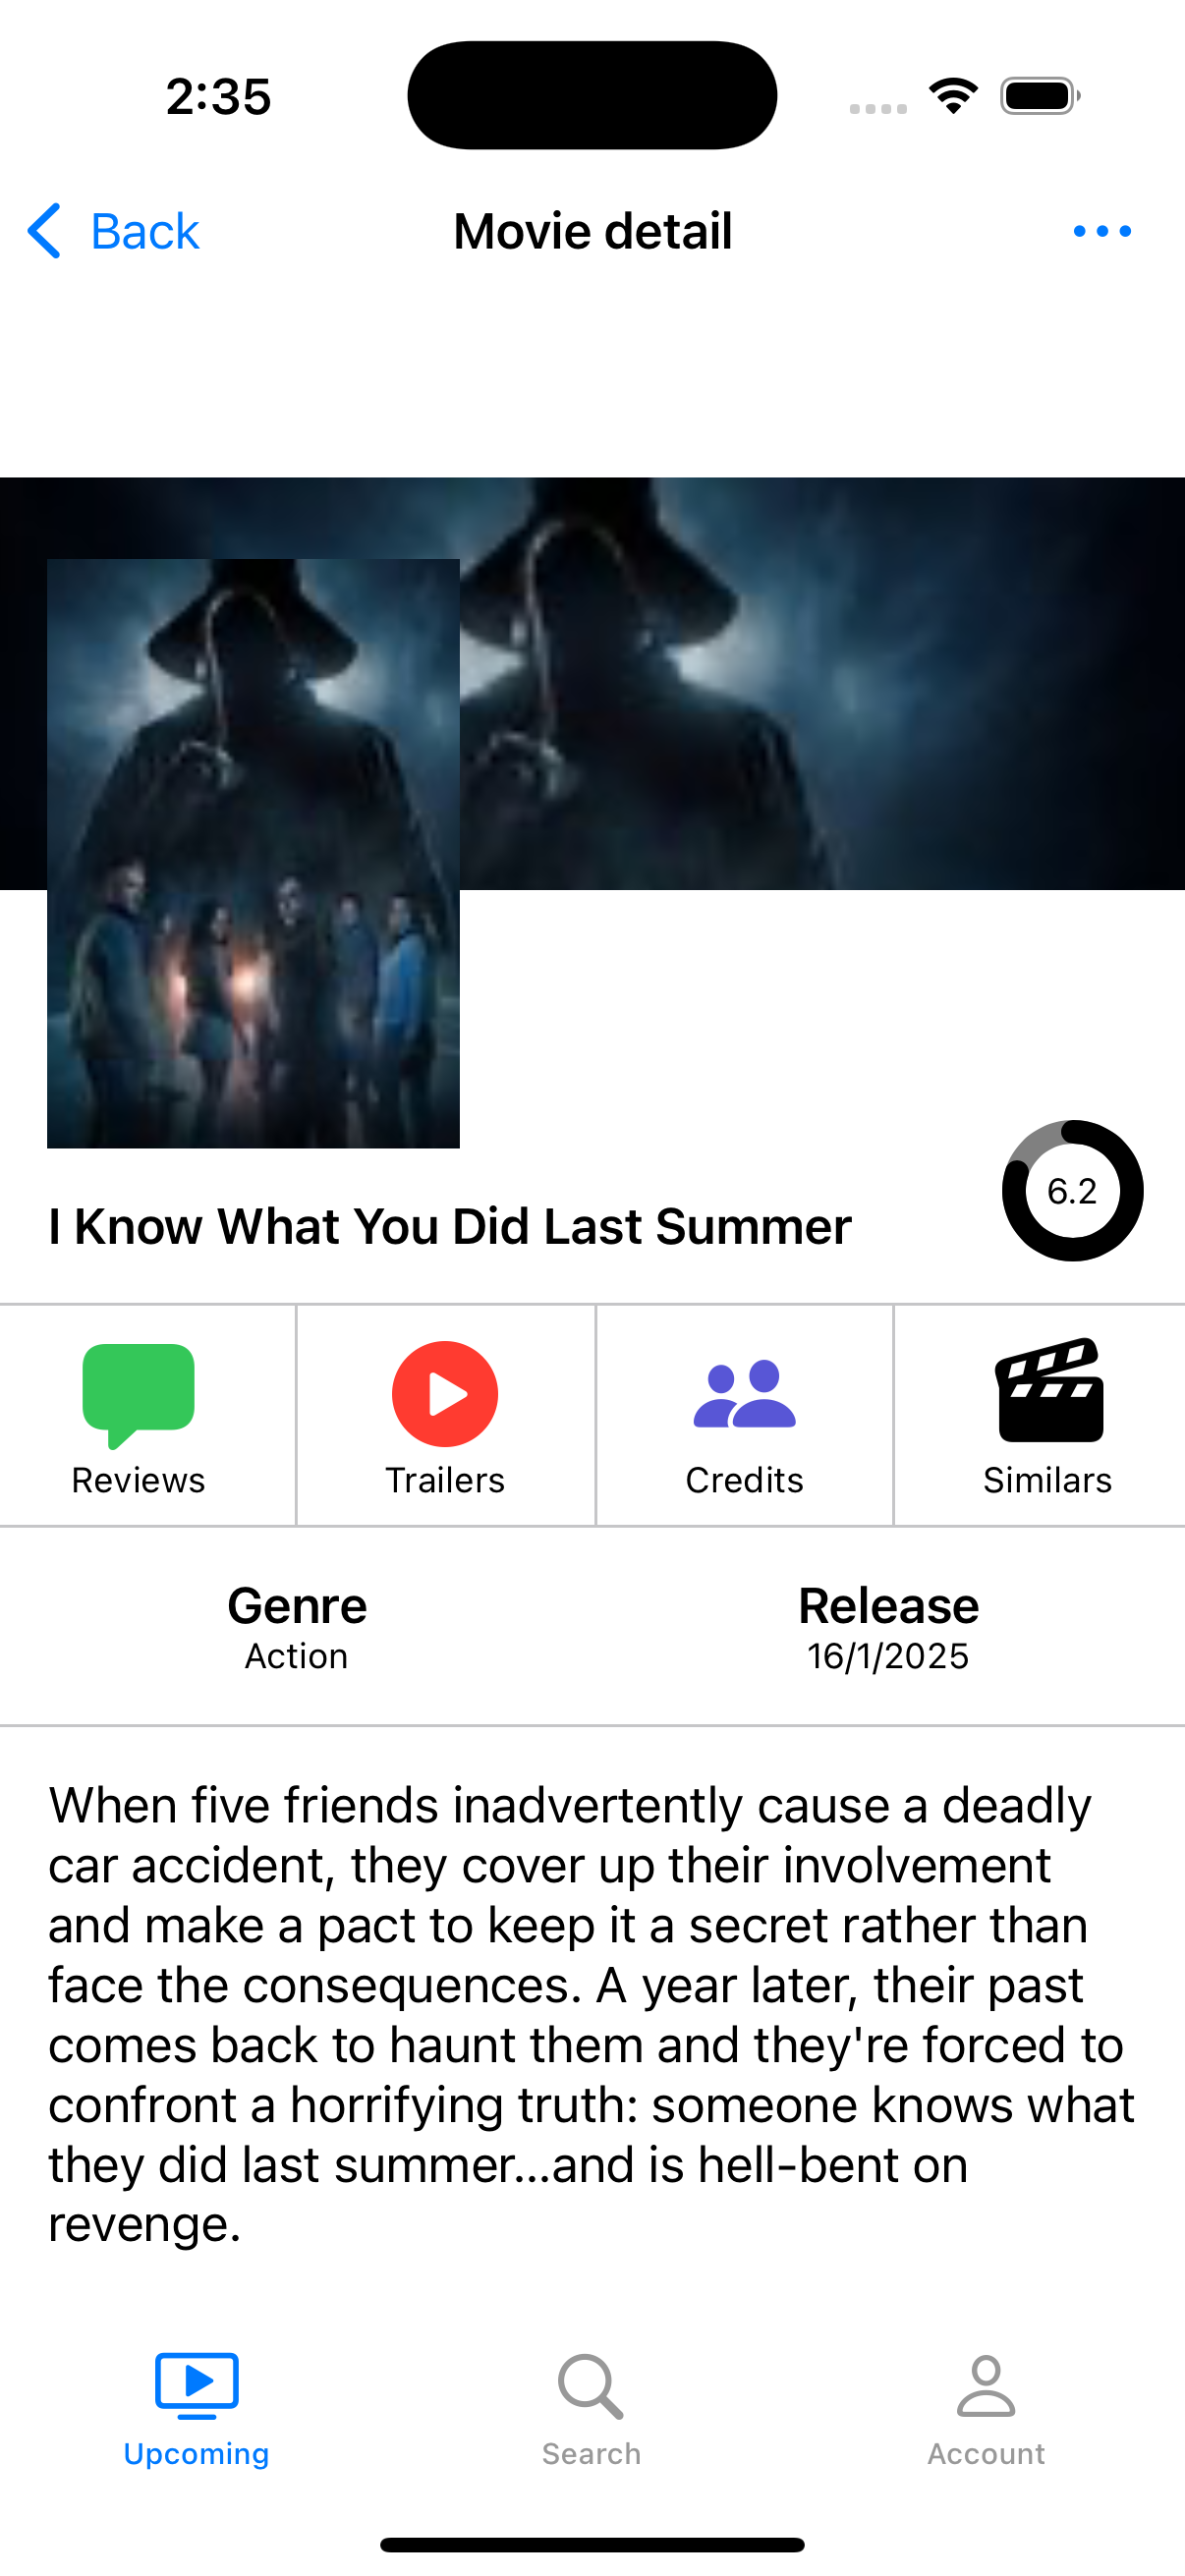 2:35
Back
Movie detail
6.2
I Know What You Did Last Summer
Reviews
Trailers
Credits
Similars
Genre
Release
Action
16/1/2025
When five friends inadvertently cause a deadly
car accident, they cover up their involvement
and make a pact to keep it a secret rather than
face the consequences. A year later, their past
comes back to haunt them and they're forced to
confront a horrifying truth: someone knows what
they did last summer...and is hell-bent on
revenge.
Upcoming
Search
Account